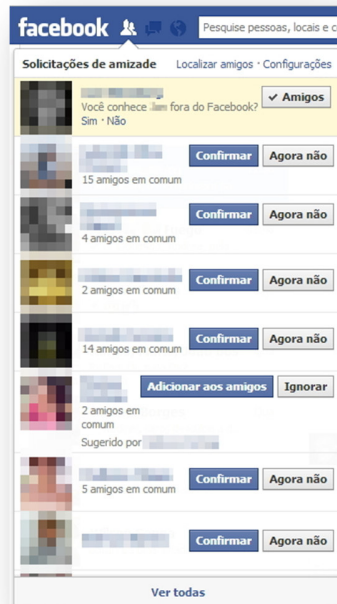 facebook Pesquise pessoas, locais e
Solicitações de amizade Localizar amigos · Configurações
Você conhece fora do Facebook?
✔ Amigos
Sim · Não
Confirmar Agora não
15 amigos em comum
Confirmar Agora não
4 amigos em comum
Confirmar Agora não
2 amigos em comum
Confirmar Agora não
14 amigos em comum
Adicionar aos amigos Ignorar
2 amigos em
comum
Sugerido por
Confirmar Agora não
5 amigos em comum
Confirmar Agora não
Ver todas